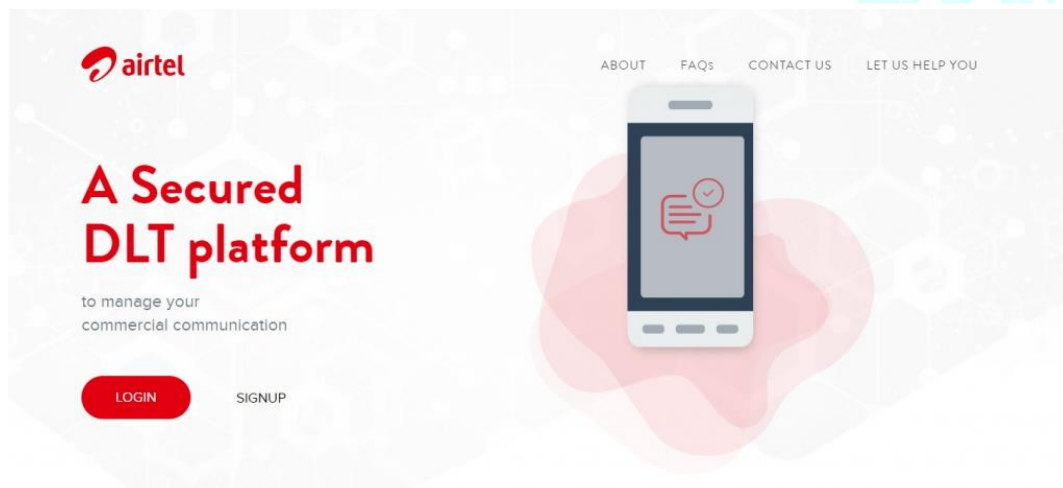 airtel
ABOUT FAQs CONTACT US LET US HELP YOU
A Secured
DLT platform
to manage your
commercial communication
LOGIN SIGNUP